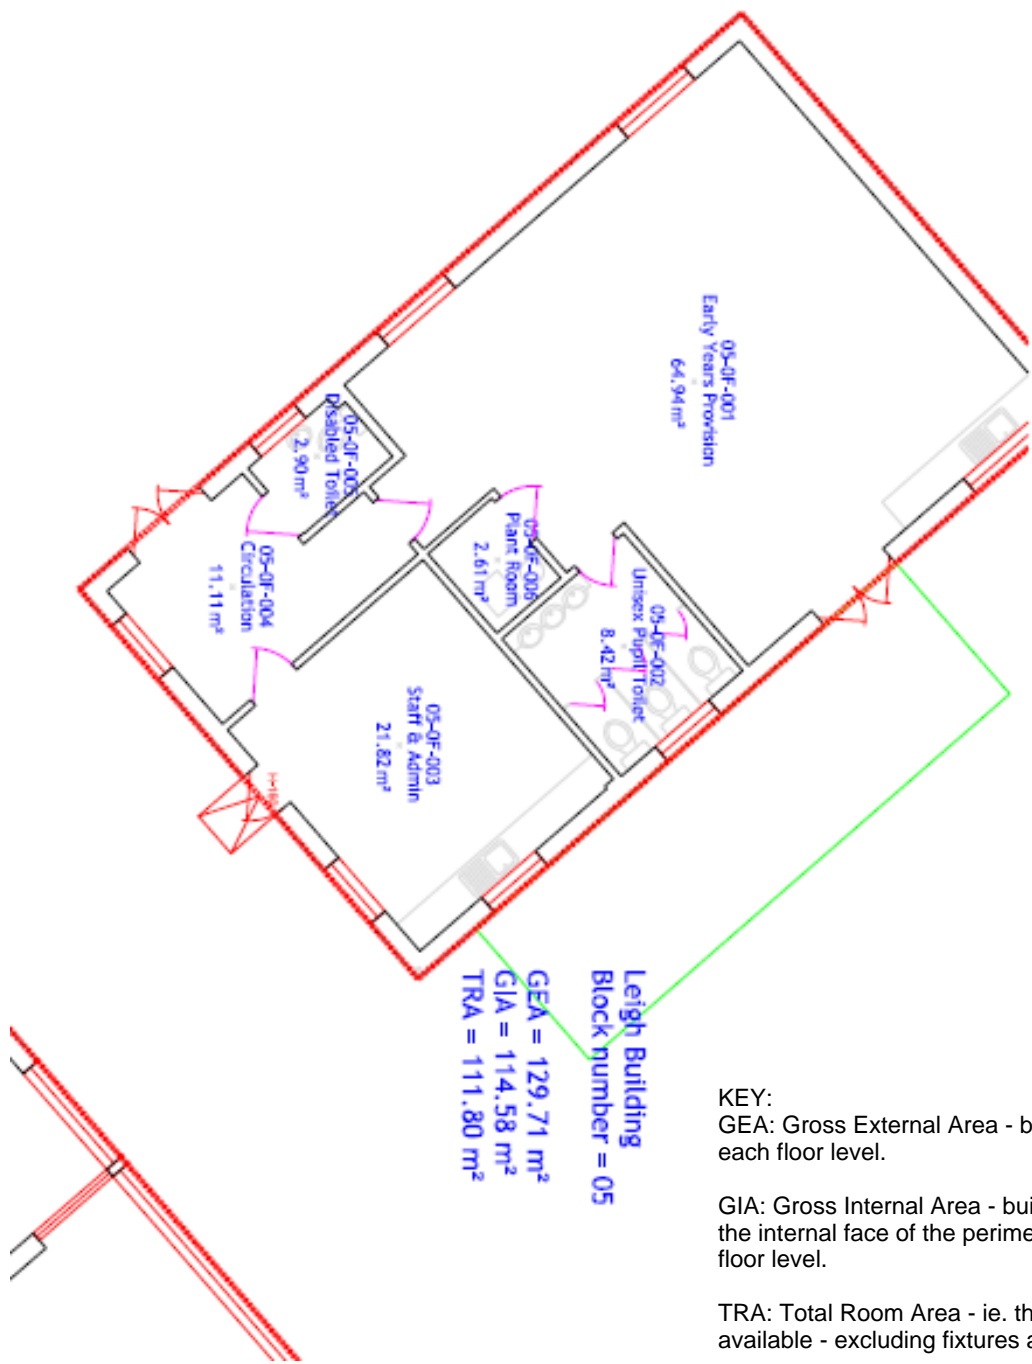 05-0F-001
Early Years Provision
64.94m²
05-0F-005
Disabled Toilet
2.90m²
05-0F-006
Plant Room
2.61m²
05-0F-004
Circulation
11.11m²
05-0F-002
Unisex Pupil Toilet
8.42m²
05-0F-003
Staff & Admin
21.82m²
Leigh Building
Block number = 05
GEA = 129.71 m²
GIA = 114.58 m²
TRA = 111.80 m²
KEY:
GEA: Gross External Area - b
each floor level.
GIA: Gross Internal Area - bui
the internal face of the perime
floor level.
TRA: Total Room Area - ie. th
available - excluding fixtures a